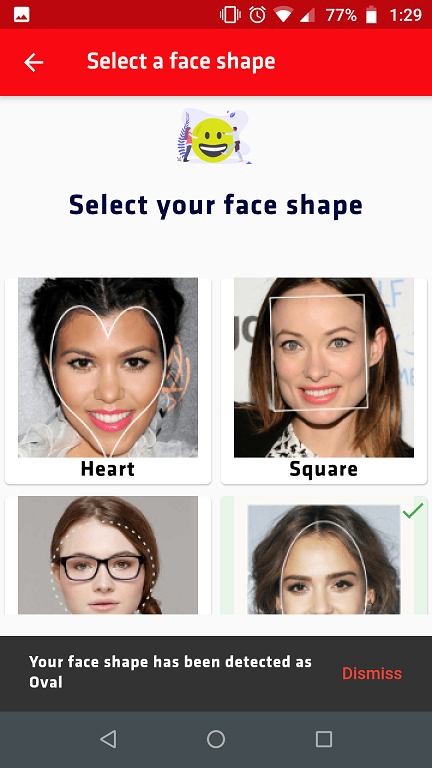 77% 1:29
Select a face shape
Select your face shape
Heart
Square
Your face shape has been detected as
Oval
Dismiss